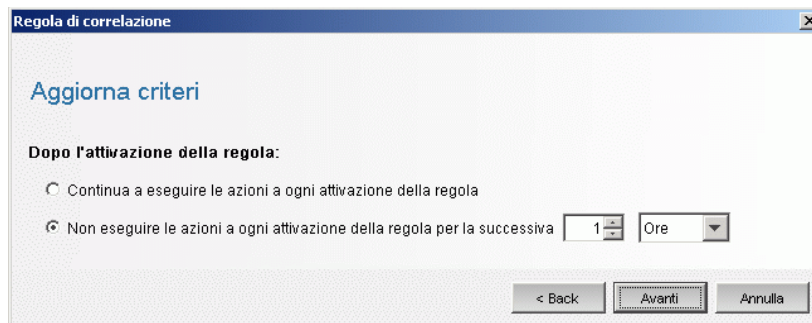 Regola di correlazione
Aggiorna criteri
Dopo l'attivazione della regola:
Continua a eseguire le azioni a ogni attivazione della regola
Non eseguire le azioni a ogni attivazione della regola per la successiva 1 Ore
< Back Avanti Annulla